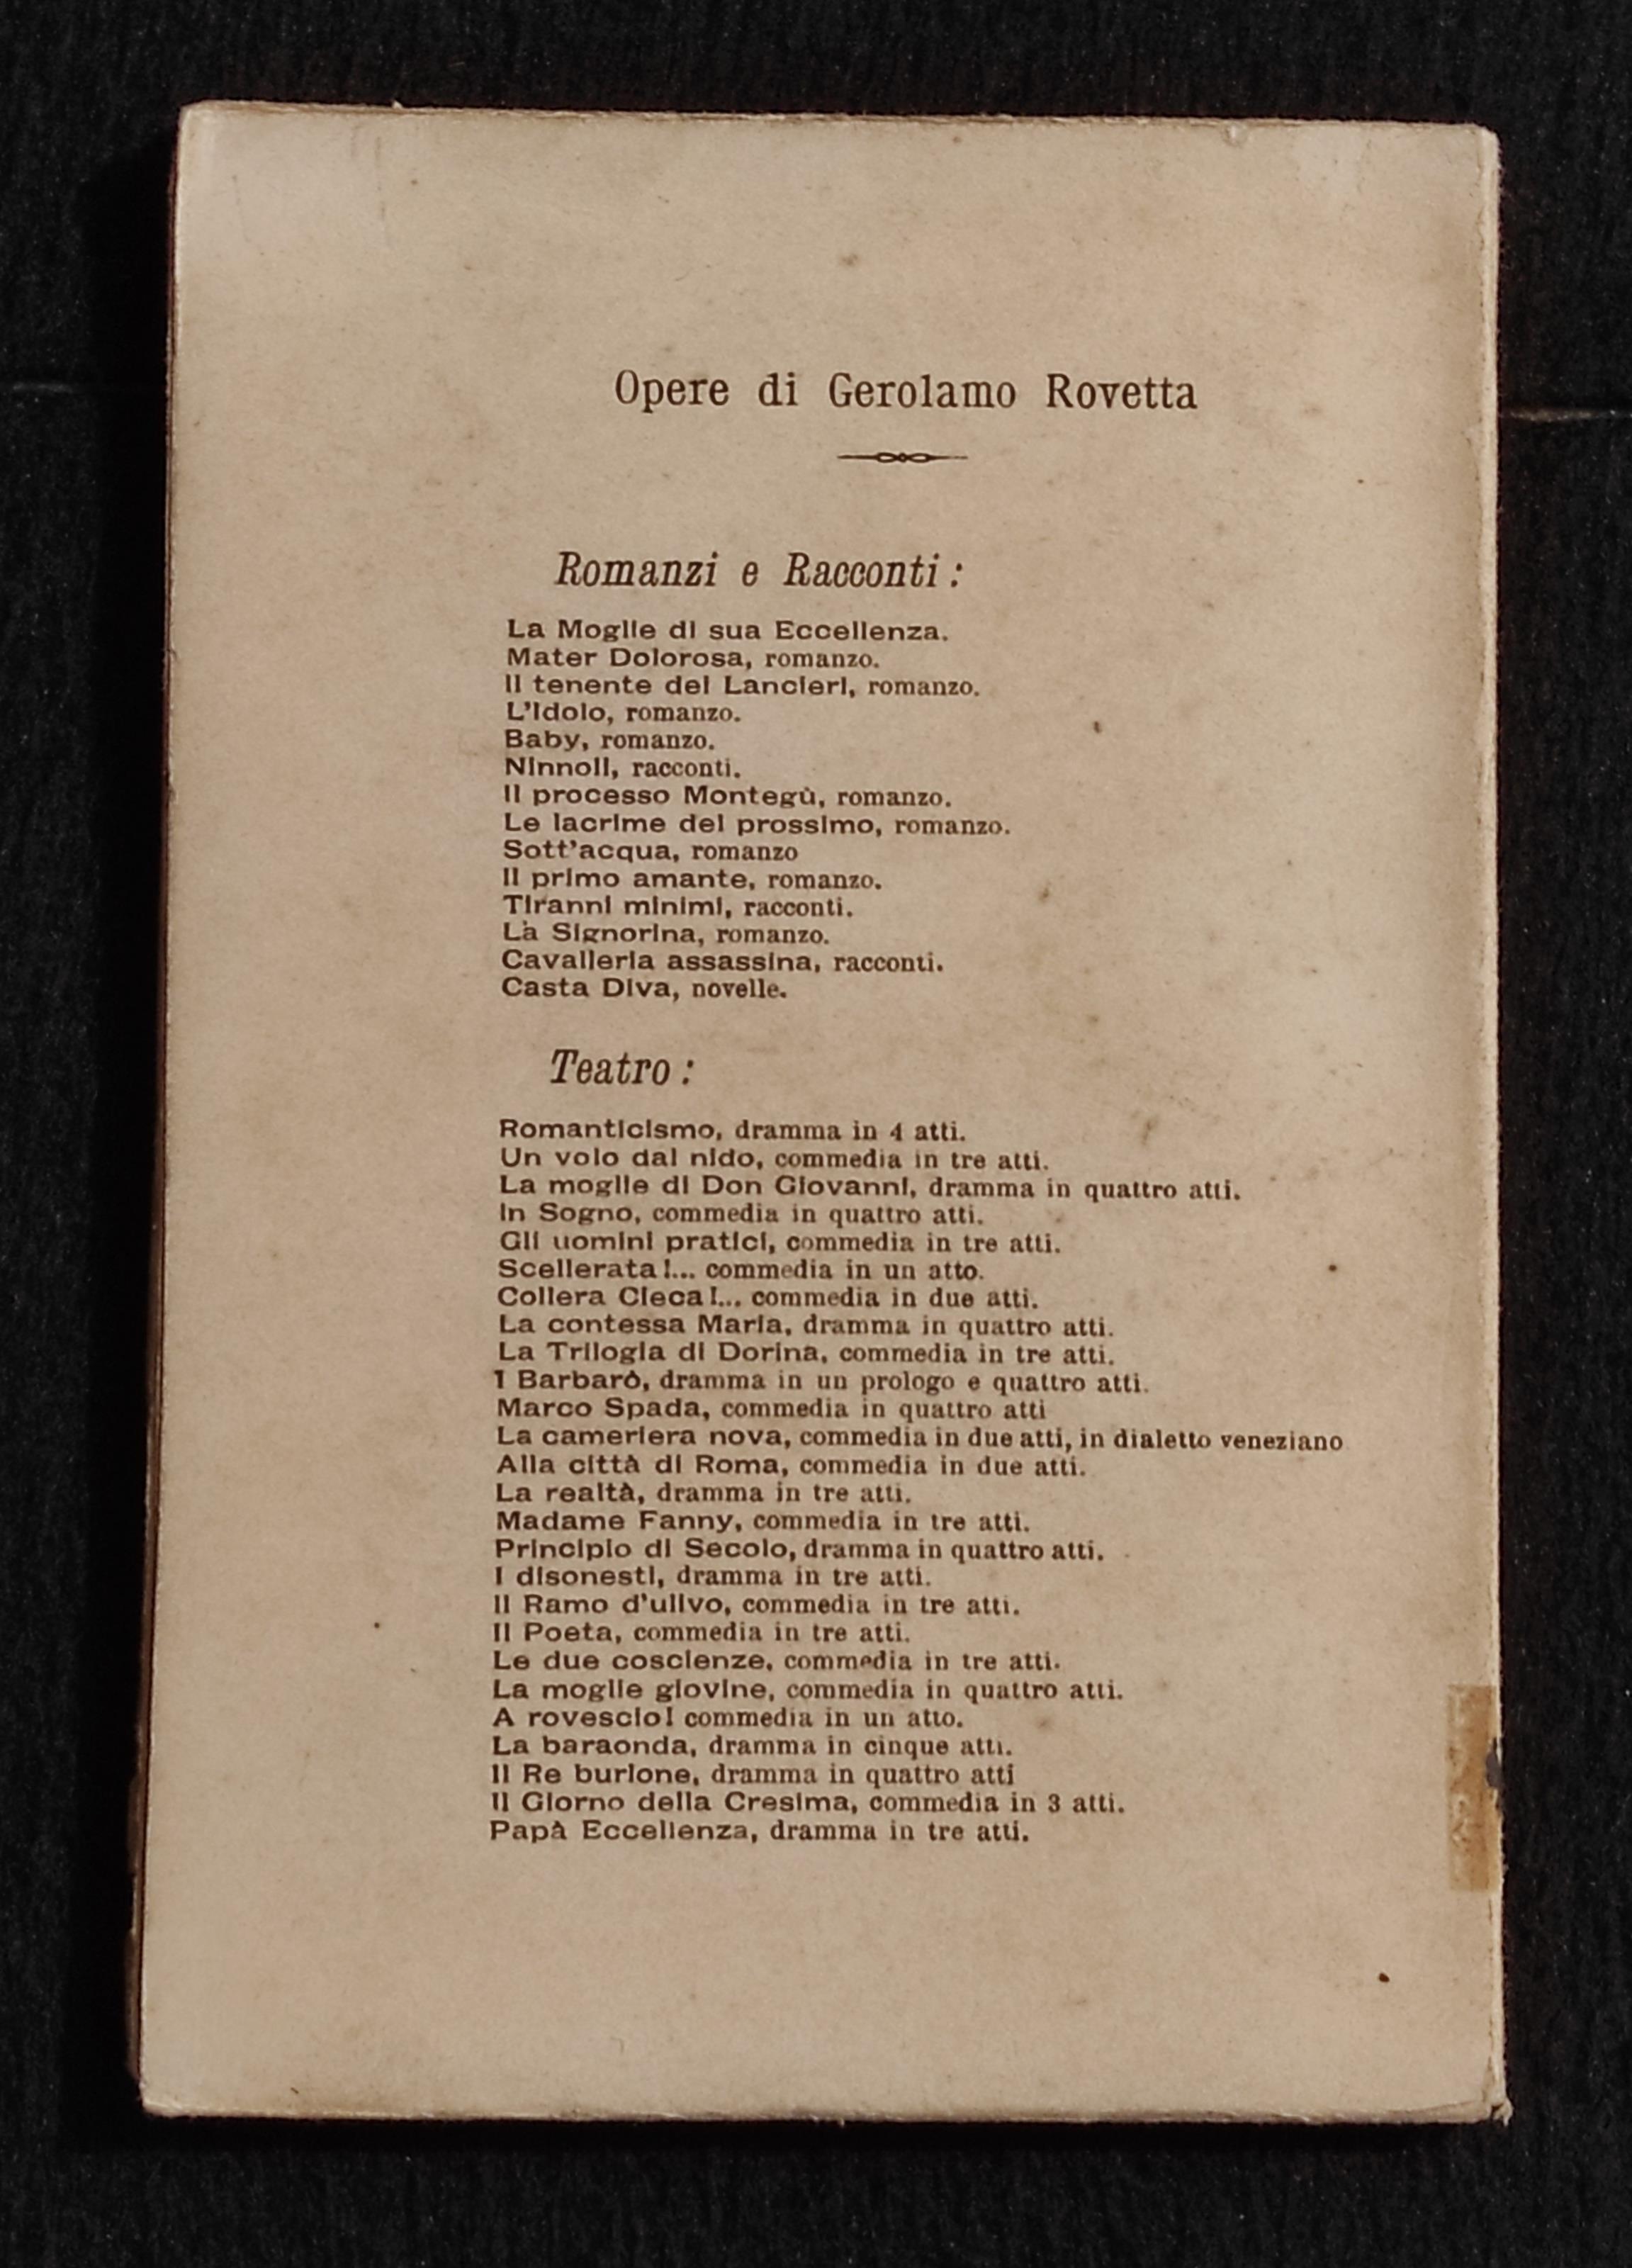 Opere di Gerolamo Rovetta
Romanzi e Racconti:
La Moglie di sua Eccellenza.
Mater Dolorosa, romanzo.
Il tenente dei Lancieri, romanzo.
L'Idolo, romanzo.
Baby, romanzo.
Ninnoli, racconti.
Il processo Montegù, romanzo.
Le lacrime del prossimo, romanzo.
Sott'acqua, romanzo
Il primo amante, romanzo.
Tiranni minimi, racconti.
La Signorina, romanzo.
Cavalleria assassina, racconti.
Casta Diva, novelle.
Teatro:
Romanticismo, dramma in 4 atti.
Un volo dal nido, commedia in tre atti.
La moglie di Don Giovanni, dramma in quattro atti.
In Sogno, commedia in quattro atti.
Gli uomini pratici, commedia in tre atti.
Scellerata!... commedia in un atto.
Collera Cieca!... commedia in due atti.
La contessa Maria, dramma in quattro atti.
La Trilogia di Dorina, commedia in tre atti.
I Barbarò, dramma in un prologo e quattro atti.
Marco Spada, commedia in quattro atti
La cameriera nova, commedia in due atti, in dialetto veneziano
Alla città di Roma, commedia in due atti.
La realtà, dramma in tre atti.
Madame Fanny, commedia in tre atti.
Principio di Secolo, dramma in quattro atti.
I disonesti, dramma in tre atti.
Il Ramo d'ulivo, commedia in tre atti.
Il Poeta, commedia in tre atti.
Le due coscienze, commedia in tre atti.
La moglie giovine, commedia in quattro atti.
A rovescio! commedia in un atto.
La baraonda, dramma in cinque atti.
Il Re burlone, dramma in quattro atti
Il Giorno della Cresima, commedia in 3 atti.
Papà Eccellenza, dramma in tre atti.